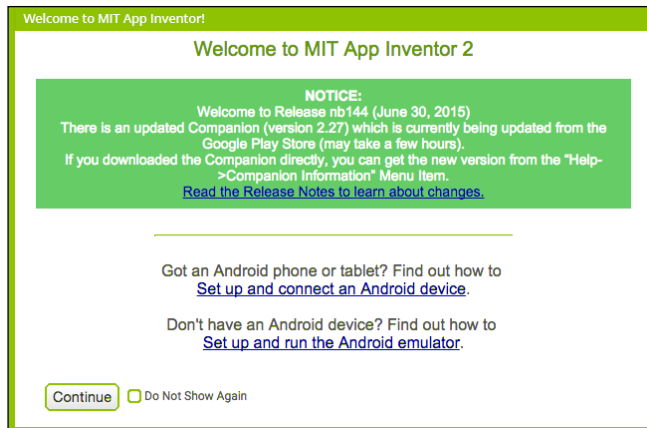 Welcome to MIT App Inventor!
Welcome to MIT App Inventor 2
NOTICE:
Welcome to Release nb144 (June 30, 2015)
There is an updated Companion (version 2.27) which is currently being updated from the
Google Play Store (may take a few hours).
If you downloaded the Companion directly, you can get the new version from the "Help-
>Companion Information" Menu Item.
Read the Release Notes to learn about changes.
Got an Android phone or tablet? Find out how to
Set up and connect an Android device.
Don't have an Android device? Find out how to
Set up and run the Android emulator.
Continue Do Not Show Again